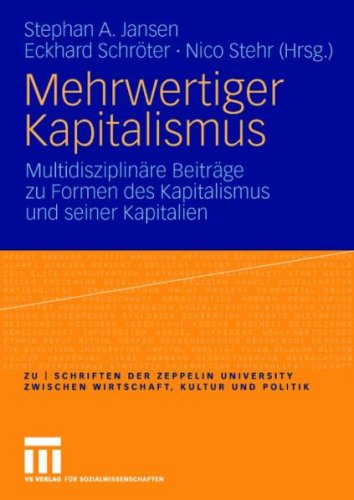 Stephan A. Jansen
Eckhard Schröter · Nico Stehr (Hrsg.)
Mehrwertiger
Kapitalismus
Multidisziplinäre Beiträge
zu Formen des Kapitalismus
und seiner Kapitalien
ZU | SCHRIFTEN DER ZEPPELIN UNIVERSITY
ZWISCHEN WIRTSCHAFT, KULTUR UND POLITIK
VS VERLAG FÜR SOZIALWISSENSCHAFTEN